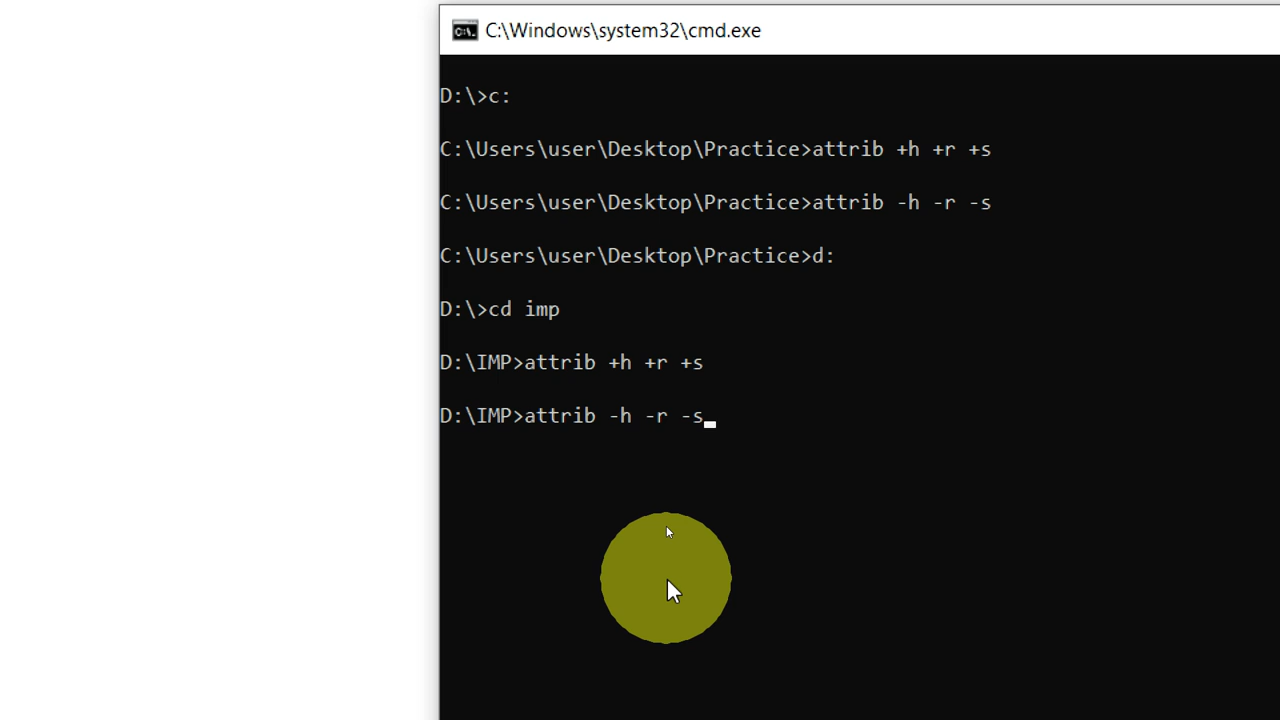 C:\Windows\system32\cmd.exe
D:\>c:
C:\Users\user\Desktop\Practice>attrib +h +r +s
C:\Users\user\Desktop\Practice>attrib -h -r -s
C:\Users\user\Desktop\Practice>d:
D:\>cd imp
D:\IMP>attrib +h +r +s
D:\IMP>attrib -h -r -s